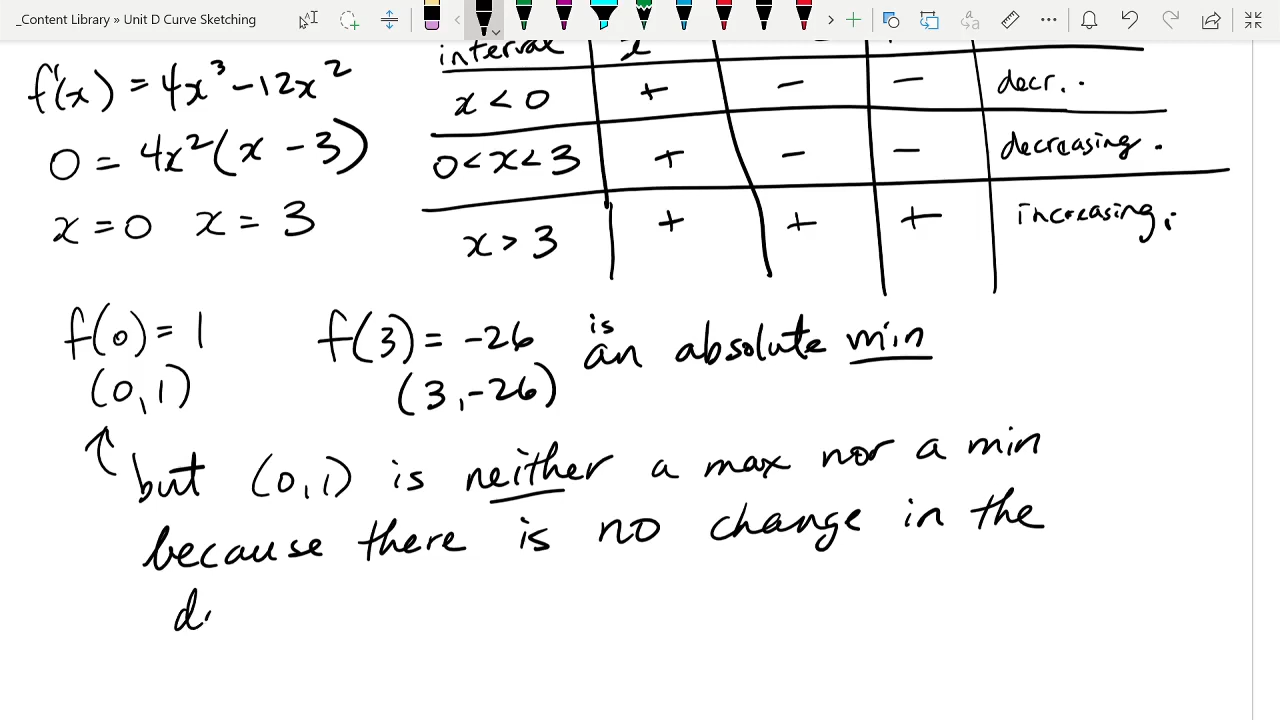 _Content Library » Unit D Curve Sketching
interval
f'(x) = 4x³ - 12x²
x < 0 + - - decr..
0 = 4x²(x - 3)
0 < x < 3 + - - decreasing.
x = 0 x = 3
x > 3 + + + increasing.
f(0) = 1 f(3) = -26 is an absolute min
(0,1) (3,-26)
but (0,1) is neither a max nor a min
because there is no change in the